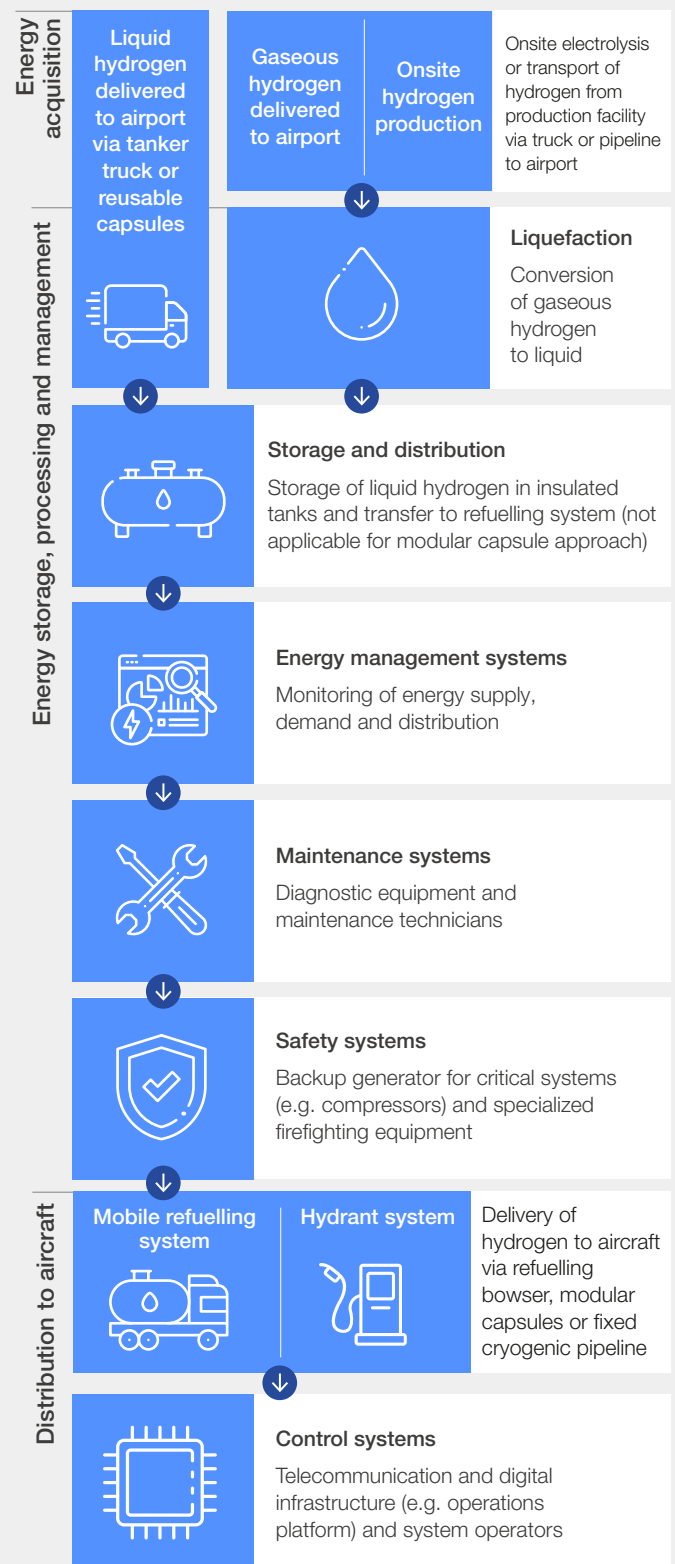 Energy
acquisition
Liquid
hydrogen
delivered
to airport
via tanker
truck or
reusable
capsules
Gaseous
hydrogen
delivered
to airport
Onsite
hydrogen
production
Onsite electrolysis
or transport of
hydrogen from
production facility
via truck or pipeline
to airport
Energy storage, processing and management
Liquefaction
Conversion
of gaseous
hydrogen
to liquid
Storage and distribution
Storage of liquid hydrogen in insulated
tanks and transfer to refuelling system (not
applicable for modular capsule approach)
Energy management systems
Monitoring of energy supply,
demand and distribution
Maintenance systems
Diagnostic equipment and
maintenance technicians
Safety systems
Backup generator for critical systems
(e.g. compressors) and specialized
firefighting equipment
Distribution to aircraft
Mobile refuelling
system
Hydrant system
Delivery of
hydrogen to aircraft
via refuelling
bowser, modular
capsules or fixed
cryogenic pipeline
Control systems
Telecommunication and digital
infrastructure (e.g. operations
platform) and system operators